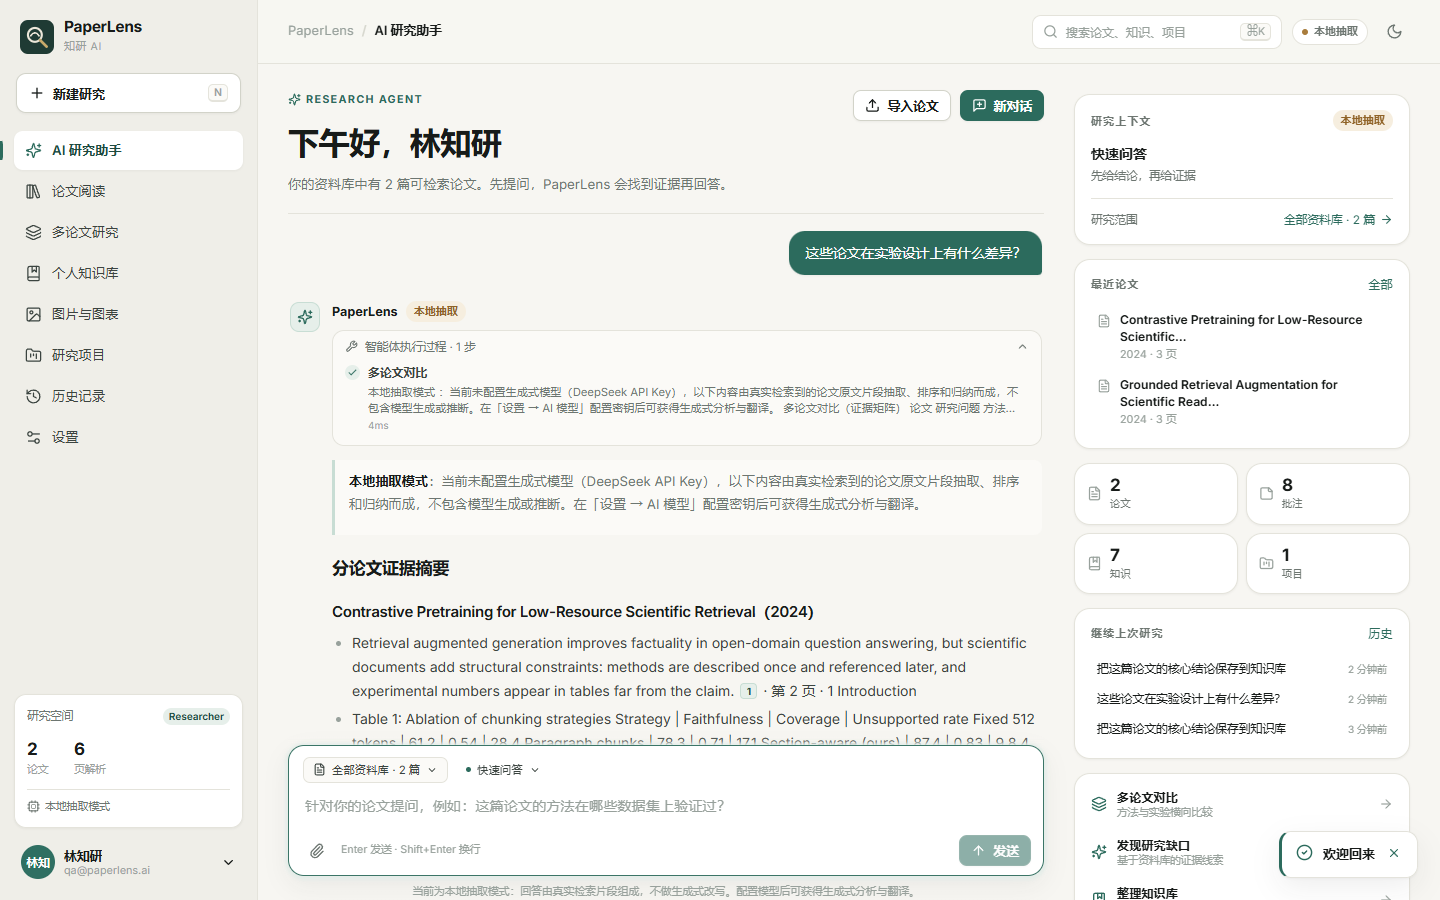 PaperLens
知研 AI
新建研究 N
AI 研究助手
论文阅读
多论文研究
个人知识库
图片与图表
研究项目
历史记录
设置
研究空间 Researcher
2 6
论文 页解析
本地抽取模式
林知 林知研
qa@paperlens.ai
PaperLens / AI 研究助手
搜索论文、知识、项目 ⌘K
本地抽取
RESEARCH AGENT
导入论文 新对话
下午好，林知研
你的资料库中有 2 篇可检索论文。先提问，PaperLens 会找到证据再回答。
这些论文在实验设计上有什么差异？
PaperLens 本地抽取
智能体执行过程 · 1 步
多论文对比
本地抽取模式 ：当前未配置生成式模型（DeepSeek API Key），以下内容由真实检索到的论文原文片段抽取、排序和归纳而成，不
包含模型生成或推断。在「设置 → AI 模型」配置密钥后可获得生成式分析与翻译。 多论文对比（证据矩阵） 论文 研究问题 方法...
4ms
本地抽取模式：当前未配置生成式模型（DeepSeek API Key），以下内容由真实检索到的论文原文片段抽取、排序
和归纳而成，不包含模型生成或推断。在「设置 → AI 模型」配置密钥后可获得生成式分析与翻译。
分论文证据摘要
Contrastive Pretraining for Low-Resource Scientific Retrieval（2024）
Retrieval augmented generation improves factuality in open-domain question answering, but scientific
documents add structural constraints: methods are described once and referenced later, and
experimental numbers appear in tables far from the claim. 1 · 第 2 页 · 1 Introduction
Table 1: Ablation of chunking strategies Strategy | Faithfulness | Coverage | Unsupported rate Fixed 512
tokens | 61.2 | 0.54 | 28.4 Paragraph chunks | 78.3 | 0.71 | 17.1 Section-aware (ours) | 87.4 | 0.83 | 9.8 4
全部资料库 · 2 篇 快速问答
针对你的论文提问，例如：这篇论文的方法在哪些数据集上验证过？
Enter 发送 · Shift+Enter 换行 发送
当前为本地抽取模式：回答由真实检索片段组成，不做生成式改写。配置模型后可获得生成式分析与翻译。
研究上下文 本地抽取
快速问答
先给结论，再给证据
研究范围 全部资料库 · 2 篇 →
最近论文 全部
Contrastive Pretraining for Low-Resource
Scientific...
2024 · 3 页
Grounded Retrieval Augmentation for
Scientific Read...
2024 · 3 页
2 论文
8 批注
7 知识
1 项目
继续上次研究 历史
把这篇论文的核心结论保存到知识库 2 分钟前
这些论文在实验设计上有什么差异？ 2 分钟前
把这篇论文的核心结论保存到知识库 3 分钟前
多论文对比
方法与实验横向比较
发现研究缺口
基于资料库的证据线索
整理知识库
欢迎回来